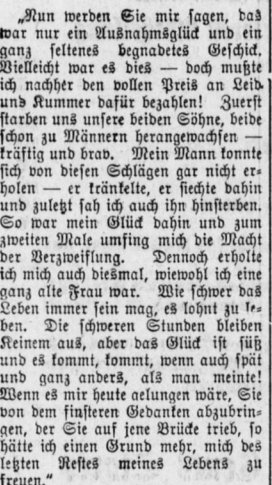 „Nun werden Sie mir sagen, das
war nur ein Ausnahmsglück und ein
ganz seltenes begnadetes Geschick.
Vielleicht war es dies — doch mußte
ich nachher den vollen Preis an Leid
und Kummer dafür bezahlen! Zuerst
starben uns unsere beiden Söhne, beide
schon zu Männern herangewachsen —
kräftig und brav. Mein Mann konnte
sich von diesen Schlägen gar nicht er-
holen — er kränkelte, er siechte dahin
und zuletzt sah ich auch ihn hinsterben.
So war mein Glück dahin und zum
zweiten Male umfing mich die Macht
der Verzweiflung. Dennoch erholte
ich mich auch diesmal, wiewohl ich eine
ganz alte Frau war. Wie schwer das
Leben immer sein mag, es lohnt zu le-
ben. Die schweren Stunden bleiben
Keinem aus, aber das Glück ist süß
und es kommt, kommt, wenn auch spät
und ganz anders, als man meinte!
Wenn es mir heute gelungen wäre, Sie
von dem finsteren Gedanken abzubrin-
gen, der Sie auf jene Brücke trieb, so
hätte ich einen Grund mehr, mich des
letzten Restes meines Lebens zu
freuen.“